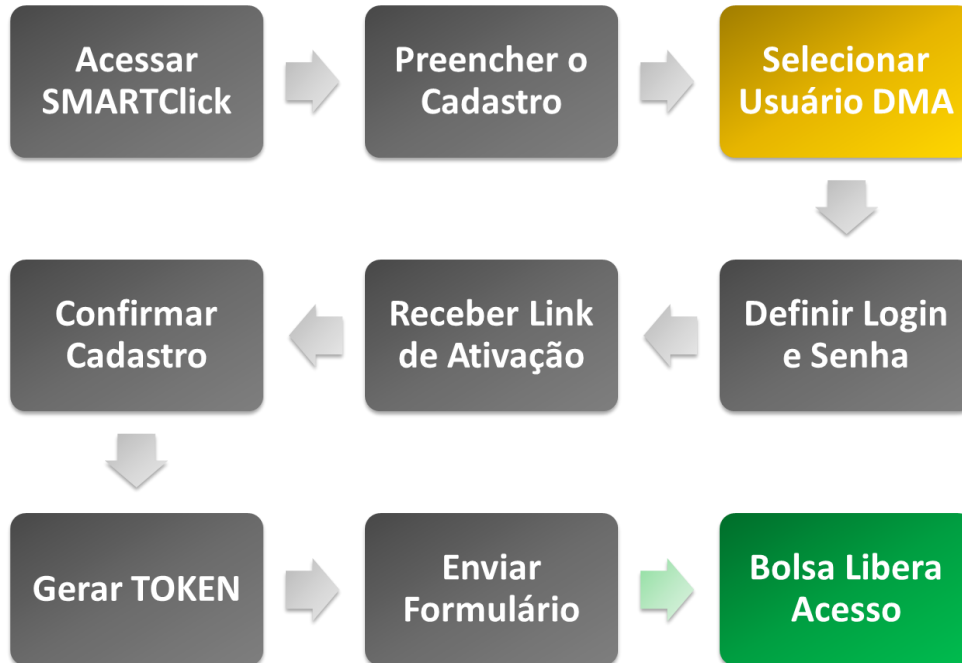 Acessar
SMARTClick
Preencher o
Cadastro
Selecionar
Usuário DMA
Definir Login
e Senha
Receber Link
de Ativação
Confirmar
Cadastro
Gerar TOKEN
Enviar
Formulário
Bolsa Libera
Acesso